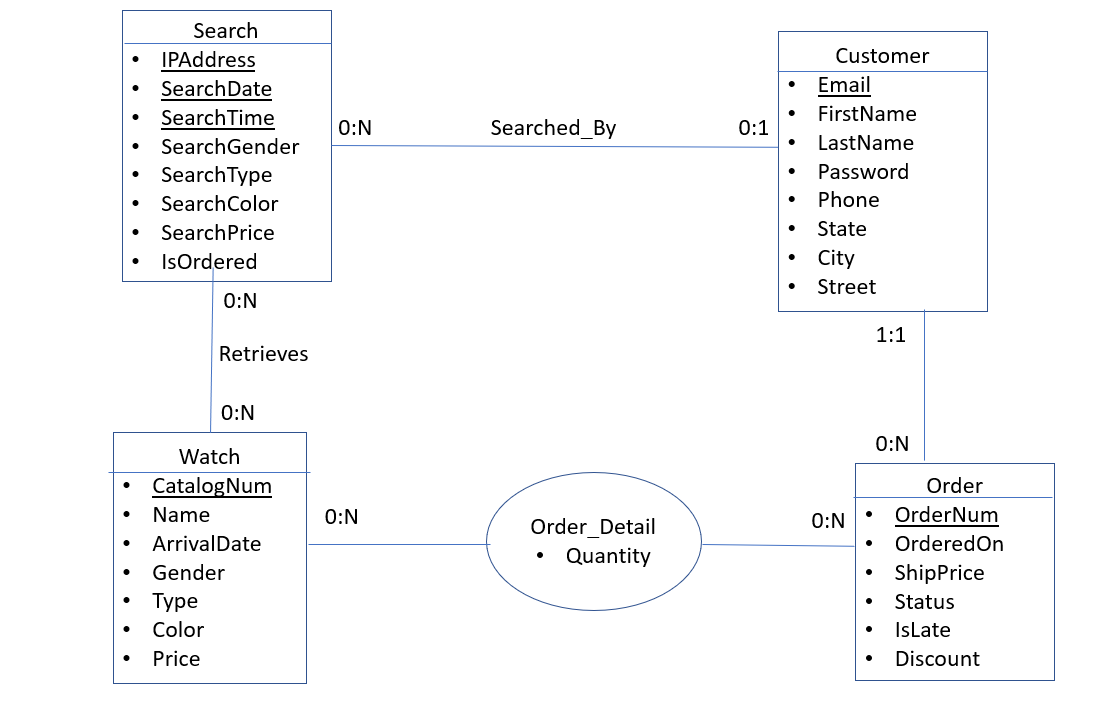 Search
• IPAddress
• SearchDate
• SearchTime
• SearchGender
• SearchType
• SearchColor
• SearchPrice
• IsOrdered
0:N
Searched_By
0:1
Customer
• Email
• FirstName
• LastName
• Password
• Phone
• State
• City
• Street
0:N
Retrieves
0:N
1:1
0:N
Watch
• CatalogNum
• Name
• ArrivalDate
• Gender
• Type
• Color
• Price
0:N
Order_Detail
• Quantity
0:N
Order
• OrderNum
• OrderedOn
• ShipPrice
• Status
• IsLate
• Discount